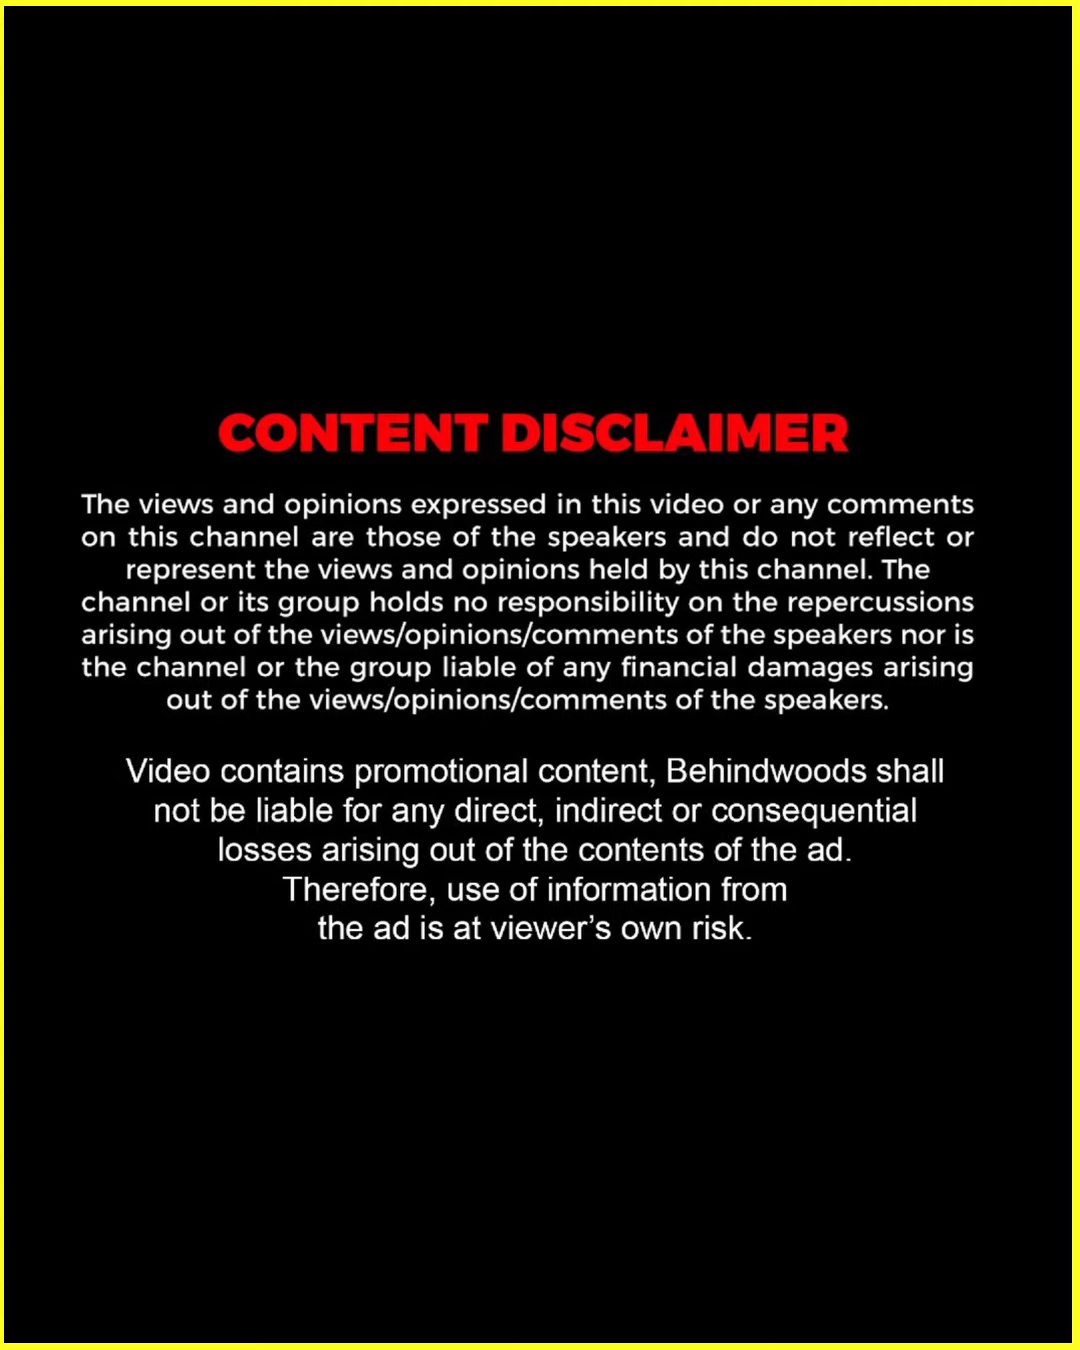 CONTENT DISCLAIMER
The views and opinions expressed in this video or any comments
on this channel are those of the speakers and do not reflect or
represent the views and opinions held by this channel. The
channel or its group holds no responsibility on the repercussions
arising out of the views/opinions/comments of the speakers nor is
the channel or the group liable of any financial damages arising
out of the views/opinions/comments of the speakers.
Video contains promotional content, Behindwoods shall
not be liable for any direct, indirect or consequential
losses arising out of the contents of the ad.
Therefore, use of information from
the ad is at viewer’s own risk.